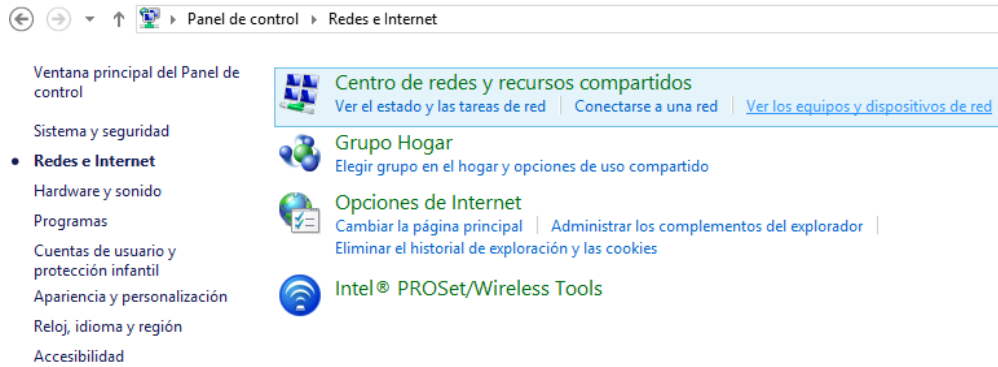 Panel de control ▸ Redes e Internet
Ventana principal del Panel de
control
Sistema y seguridad
Redes e Internet
Hardware y sonido
Programas
Cuentas de usuario y
protección infantil
Apariencia y personalización
Reloj, idioma y región
Accesibilidad
Centro de redes y recursos compartidos
Ver el estado y las tareas de red | Conectarse a una red | Ver los equipos y dispositivos de red
Grupo Hogar
Elegir grupo en el hogar y opciones de uso compartido
Opciones de Internet
Cambiar la página principal | Administrar los complementos del explorador |
Eliminar el historial de exploración y las cookies
Intel® PROSet/Wireless Tools